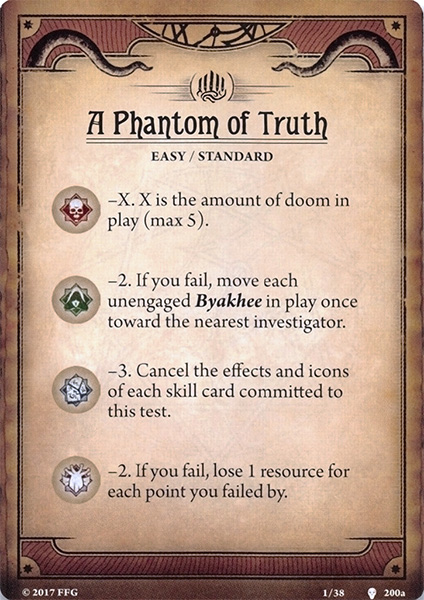 A Phantom of Truth
EASY / STANDARD
–X. X is the amount of doom in
play (max 5).
–2. If you fail, move each
unengaged Byakhee in play once
toward the nearest investigator.
–3. Cancel the effects and icons
of each skill card committed to
this test.
–2. If you fail, lose 1 resource for
each point you failed by.
© 2017 FFG 1/38 200a